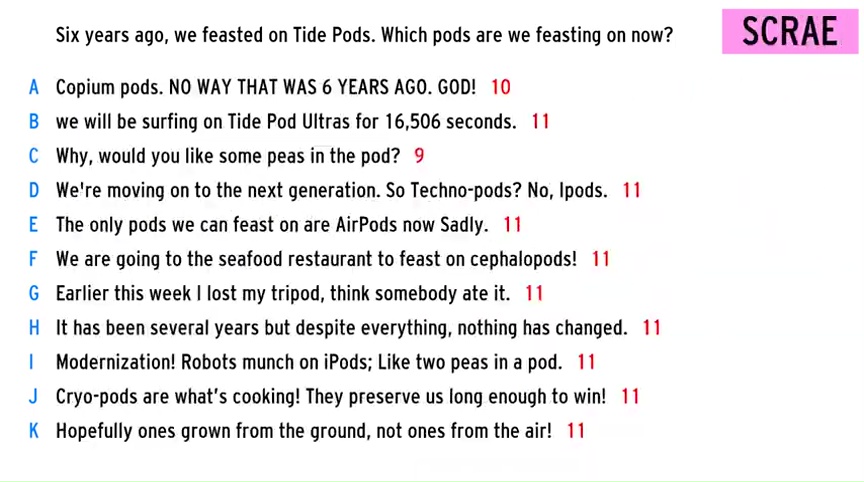 Six years ago, we feasted on Tide Pods. Which pods are we feasting on now?
SCRAE
A Copium pods. NO WAY THAT WAS 6 YEARS AGO. GOD! 10
B we will be surfing on Tide Pod Ultras for 16,506 seconds. 11
C Why, would you like some peas in the pod? 9
D We're moving on to the next generation. So Techno-pods? No, Ipods. 11
E The only pods we can feast on are AirPods now Sadly. 11
F We are going to the seafood restaurant to feast on cephalopods! 11
G Earlier this week I lost my tripod, think somebody ate it. 11
H It has been several years but despite everything, nothing has changed. 11
I Modernization! Robots munch on iPods; Like two peas in a pod. 11
J Cryo-pods are what's cooking! They preserve us long enough to win! 11
K Hopefully ones grown from the ground, not ones from the air! 11